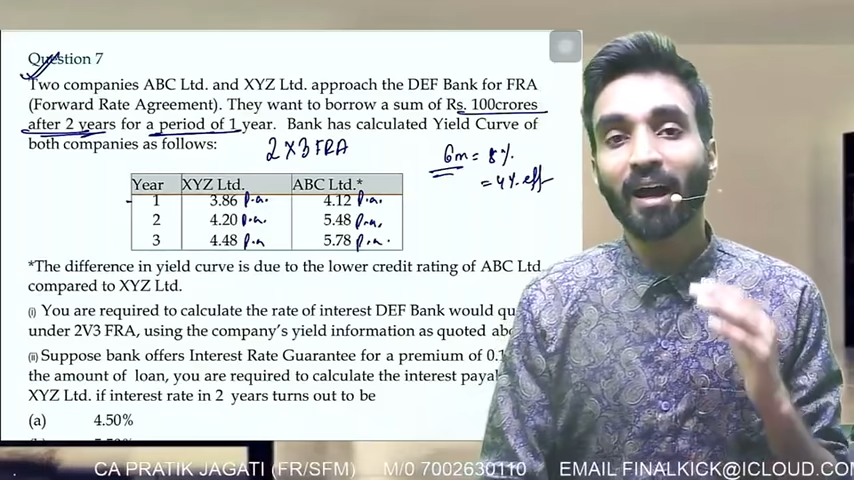 Question 7
Two companies ABC Ltd. and XYZ Ltd. approach the DEF Bank for FRA
(Forward Rate Agreement). They want to borrow a sum of Rs. 100crores
after 2 years for a period of 1 year. Bank has calculated Yield Curve of
both companies as follows:
2X3 FRA
6m = 8%
= 4% eff
Year XYZ Ltd. ABC Ltd.*
1 3.86 p.a. 4.12 p.a.
2 4.20 p.a. 5.48 p.a.
3 4.48 p.a 5.78 p.a.
*The difference in yield curve is due to the lower credit rating of ABC Ltd
compared to XYZ Ltd.
(i) You are required to calculate the rate of interest DEF Bank would
under 2V3 FRA, using the company's yield information as quoted
(ii) Suppose bank offers Interest Rate Guarantee for a premium of 0.1
the amount of loan, you are required to calculate the interest
XYZ Ltd. if interest rate in 2 years turns out to be
(a) 4.50%
CA PRATIK JAGATI (FR/SFM) M/0 7002630110 EMAIL FINALKICK@ICLOUD.COM